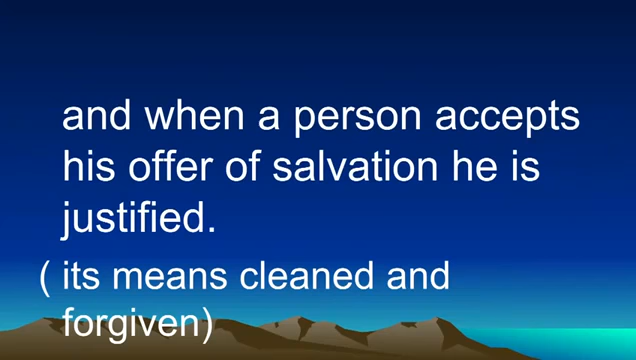 and when a person accepts
his offer of salvation he is
justified.
( its means cleaned and
forgiven)